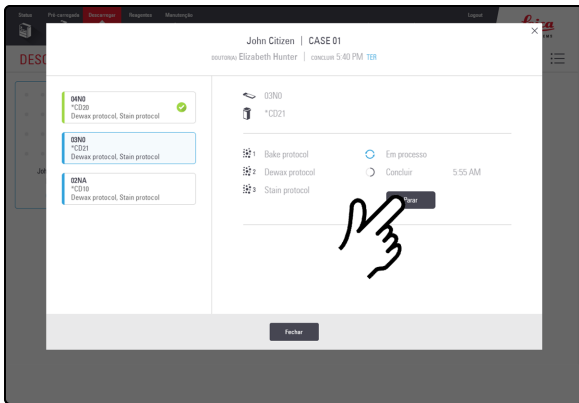 Status Pré-carregado Descarregar Reagentes Manutenção Logout
DESC
John Citizen | CASE 01
DOUTOR(A) Elizabeth Hunter | CONCLUIR 5:40 PM TER
04N0
*CD20
Dewax protocol, Stain protocol
03N0
*CD21
Dewax protocol, Stain protocol
02NA
*CD10
Dewax protocol, Stain protocol
03N0
*CD21
1 Bake protocol Em processo
2 Dewax protocol Concluir 5:55 AM
3 Stain protocol
Parar
Fechar